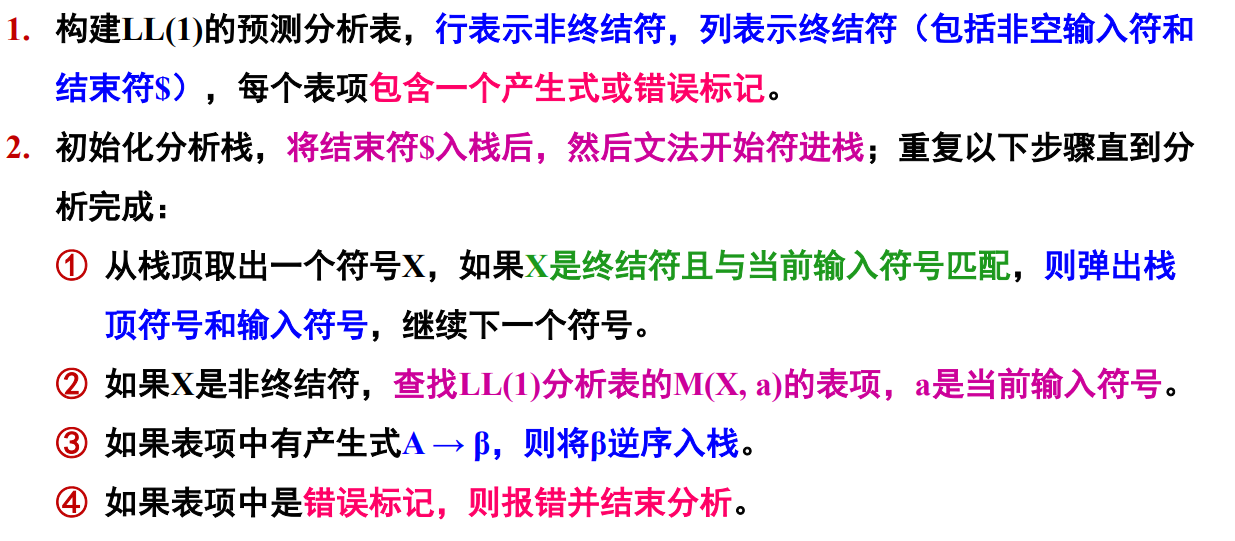 1. 构建LL(1)的预测分析表，行表示非终结符，列表示终结符（包括非空输入符和
结束符$），每个表项包含一个产生式或错误标记。
2. 初始化分析栈，将结束符$入栈后，然后文法开始符进栈；重复以下步骤直到分
析完成：
① 从栈顶取出一个符号X，如果X是终结符且与当前输入符号匹配，则弹出栈
顶符号和输入符号，继续下一个符号。
② 如果X是非终结符，查找LL(1)分析表的M(X, a)的表项，a是当前输入符号。
③ 如果表项中有产生式A → β，则将β逆序入栈。
④ 如果表项中是错误标记，则报错并结束分析。